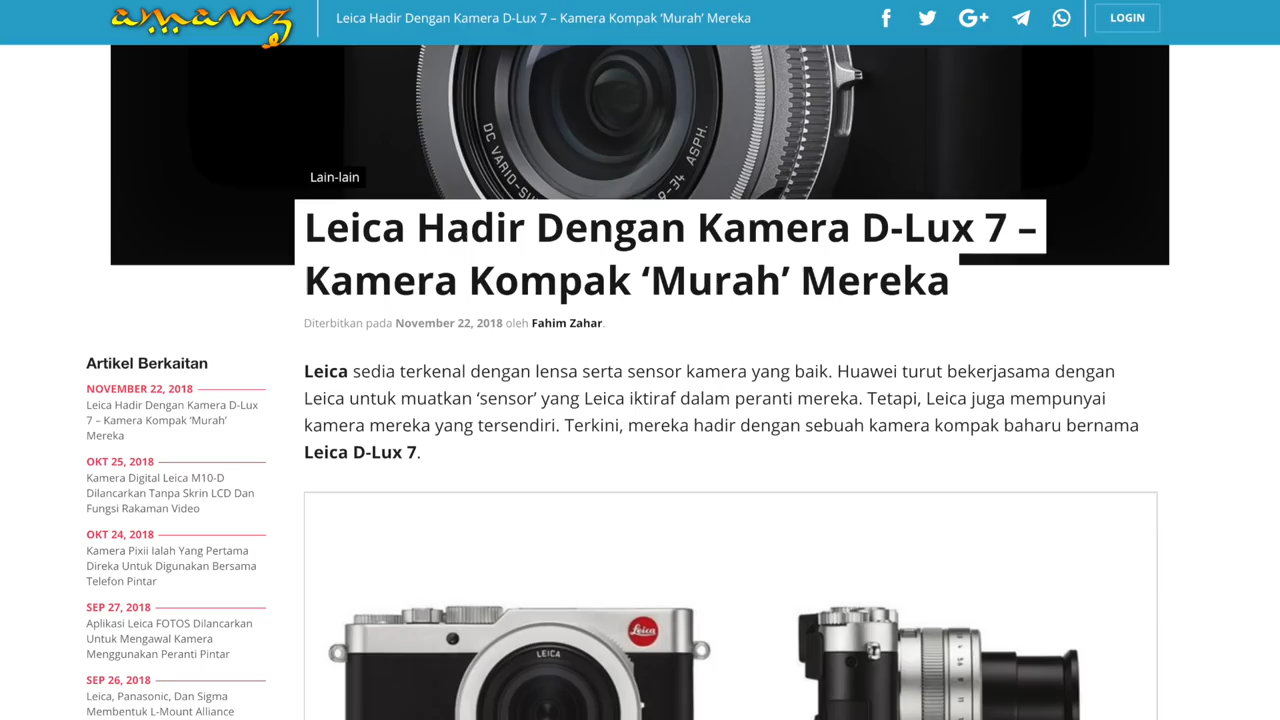 amanz
Leica Hadir Dengan Kamera D-Lux 7 – Kamera Kompak ‘Murah’ Mereka
LOGIN
DC VARIO-SU
9-34 ASPH.
Lain-lain
Leica Hadir Dengan Kamera D-Lux 7 –
Kamera Kompak ‘Murah’ Mereka
Diterbitkan pada November 22, 2018 oleh Fahim Zahar.
Artikel Berkaitan
NOVEMBER 22, 2018
Leica Hadir Dengan Kamera D-Lux
7 – Kamera Kompak ‘Murah’
Mereka
OKT 25, 2018
Kamera Digital Leica M10-D
Dilancarkan Tanpa Skrin LCD Dan
Fungsi Rakaman Video
OKT 24, 2018
Kamera Pixii Ialah Yang Pertama
Direka Untuk Digunakan Bersama
Telefon Pintar
SEP 27, 2018
Aplikasi Leica FOTOS Dilancarkan
Untuk Mengawal Kamera
Menggunakan Peranti Pintar
SEP 26, 2018
Leica, Panasonic, Dan Sigma
Membentuk L-Mount Alliance
Leica sedia terkenal dengan lensa serta sensor kamera yang baik. Huawei turut bekerjasama dengan
Leica untuk muatkan ‘sensor’ yang Leica iktiraf dalam peranti mereka. Tetapi, Leica juga mempunyai
kamera mereka yang tersendiri. Terkini, mereka hadir dengan sebuah kamera kompak baharu bernama
Leica D-Lux 7.
Leica
LEICA